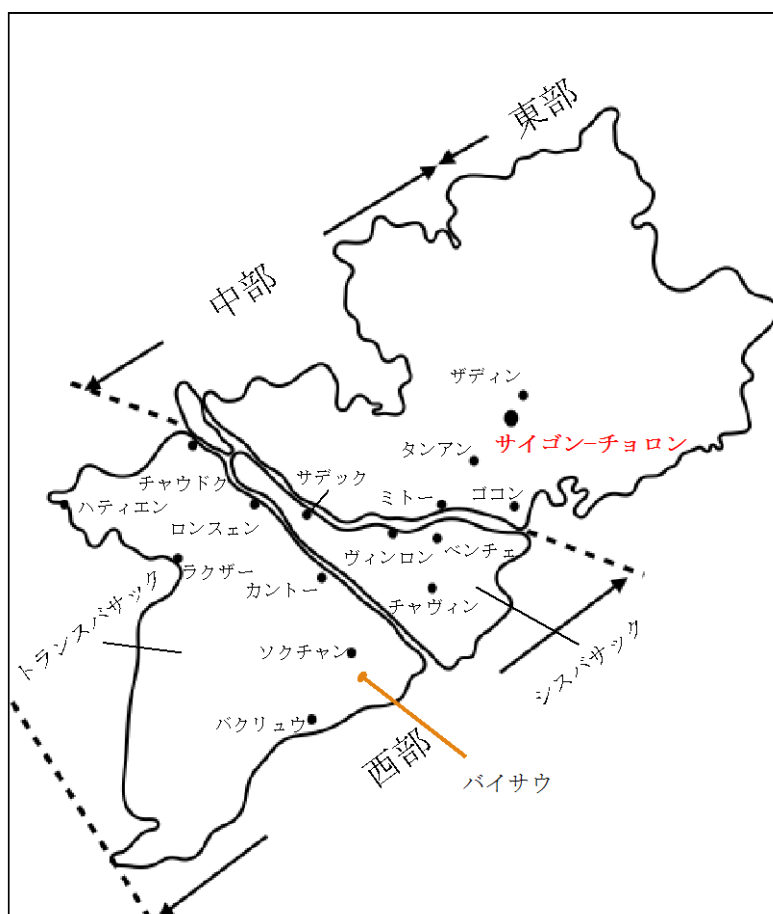 東部
中部
ザディン
サイゴン−チョロン
タンアン
チャウドク
サデック
ミトー
ゴコン
ハティエン
ロンスェン
ヴィンロン
ベンチェ
ラクザー
カントー
チャヴィン
トランスバサック
シスバサック
ソクチャン
バクリュウ
西部
バイサウ